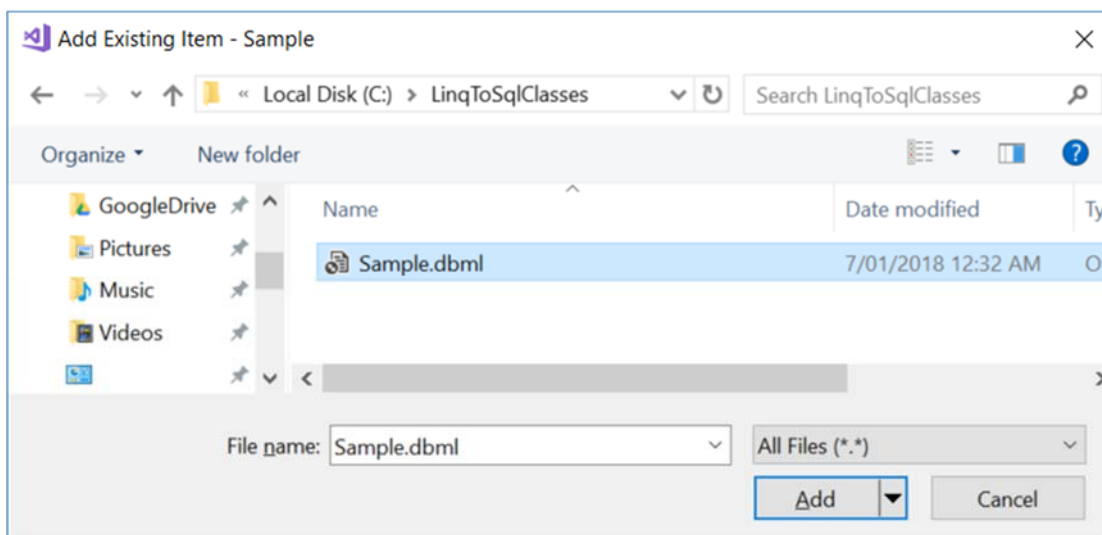 Add Existing Item - Sample
« Local Disk (C:) > LinqToSqlClasses
Search LinqToSqlClasses
Organize
New folder
GoogleDrive
Pictures
Music
Videos
Name
Date modified
Ty
Sample.dbml
7/01/2018 12:32 AM
O
File name:
Sample.dbml
All Files (*.*)
Add
Cancel